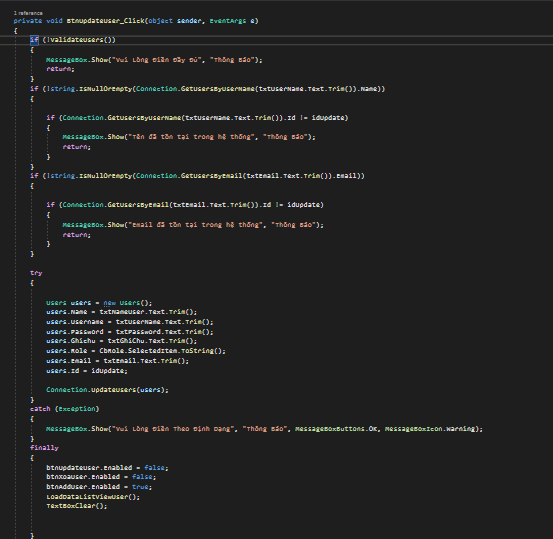 1 reference
private void BtnUpdateUser_Click(object sender, EventArgs e)
{
if (!ValidateUsers())
{
MessageBox.Show("Vui Lòng Điền Đầy Đủ", "Thông Báo");
return;
}
if (!string.IsNullOrEmpty(Connection.GetUsersByUserName(txtUserName.Text.Trim()).Name))
{
if (Connection.GetUsersByUserName(txtUserName.Text.Trim()).Id != idUpdate)
{
MessageBox.Show("Tên đã tồn tại trong hệ thống", "Thông Báo");
return;
}
}
if (!string.IsNullOrEmpty(Connection.GetUsersByEmail(txtEmail.Text.Trim()).Email))
{
if (Connection.GetUsersByEmail(txtEmail.Text.Trim()).Id != idUpdate)
{
MessageBox.Show("Email đã tồn tại trong hệ thống", "Thông Báo");
return;
}
}
try
{
Users users = new Users();
users.Name = txtNameUser.Text.Trim();
users.Username = txtUserName.Text.Trim();
users.Password = txtPassword.Text.Trim();
users.Ghichu = txtGhiChu.Text.Trim();
users.Role = CbRole.SelectedItem.ToString();
users.Email = txtEmail.Text.Trim();
users.Id = idUpdate;
Connection.UpdateUsers(users);
}
catch (Exception)
{
MessageBox.Show("Vui Lòng Điền Theo Định Dạng", "Thông Báo", MessageBoxButtons.OK, MessageBoxIcon.Warning);
}
finally
{
btnUpdateUser.Enabled = false;
btnXoaUser.Enabled = false;
btnAddUser.Enabled = true;
LoadDataListViewUser();
TextBoxClear();
}